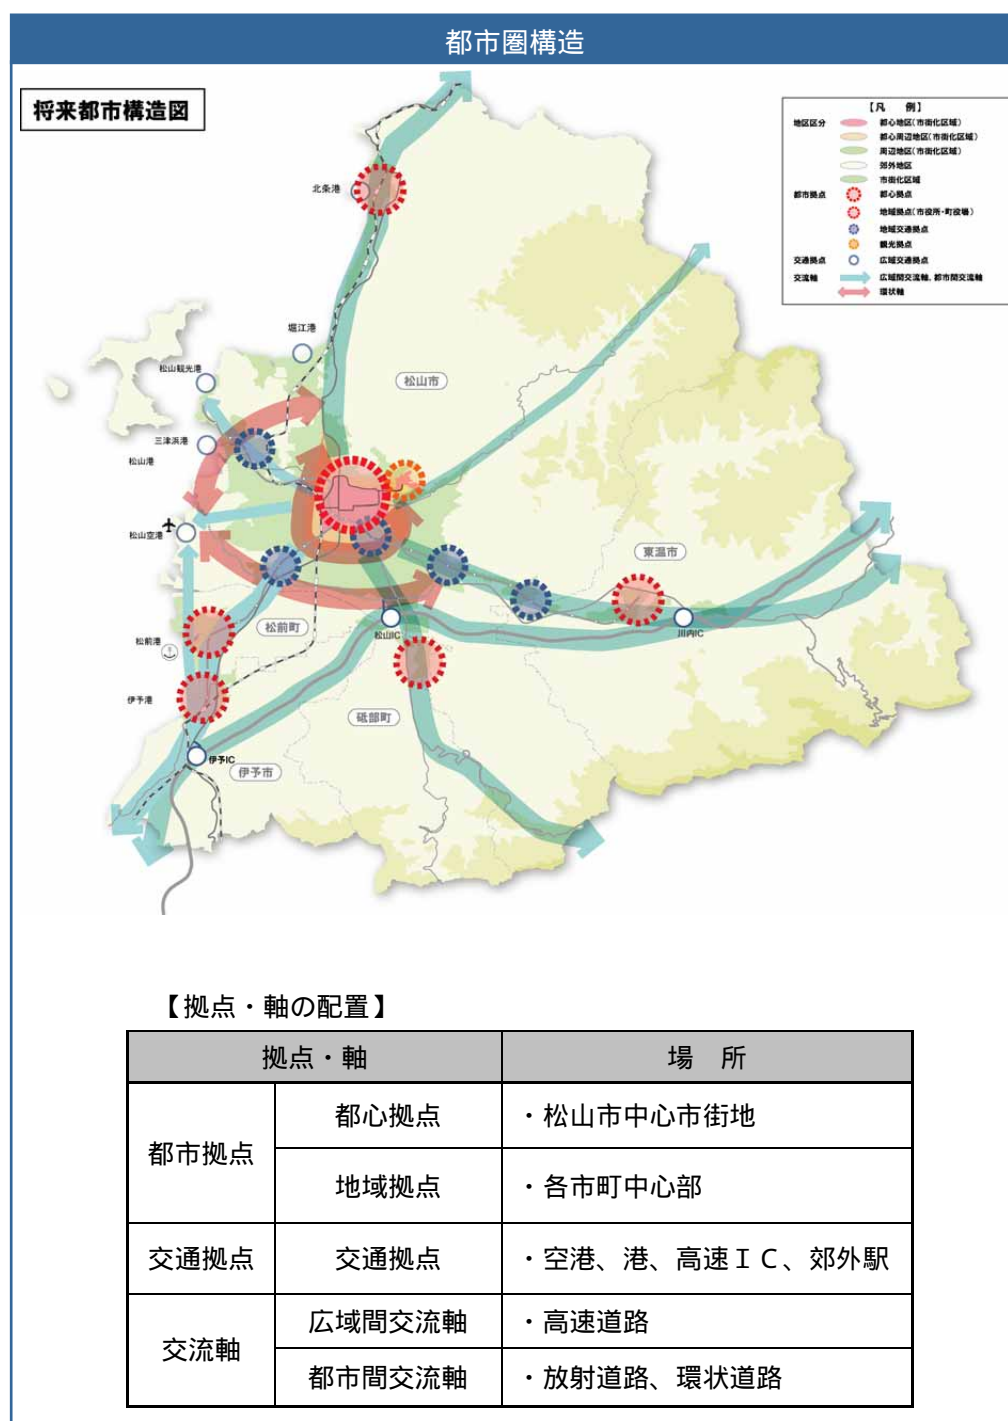 都市圏構造
将来都市構造図
【凡　例】
地区区分　都心地区(市街化区域)
都心周辺地区(市街化区域)
周辺地区(市街化区域)
郊外地区
市街化区域
都市拠点　都心拠点
地域拠点(市役所・町役場)
地域交通拠点
観光拠点
交通拠点　広域交通拠点
交流軸　広域間交流軸、都市間交流軸
環状軸
北条港
堀江港
松山観光港
松山市
三津浜港
松山港
松山空港
東温市
松前町
松前港
松山IC
川内IC
伊予港
砥部町
伊予IC
伊予市
【拠点・軸の配置】
拠点・軸　場　所
都市拠点　都心拠点　・松山市中心市街地
地域拠点　・各市町中心部
交通拠点　交通拠点　・空港、港、高速ＩＣ、郊外駅
交流軸　広域間交流軸　・高速道路
都市間交流軸　・放射道路、環状道路